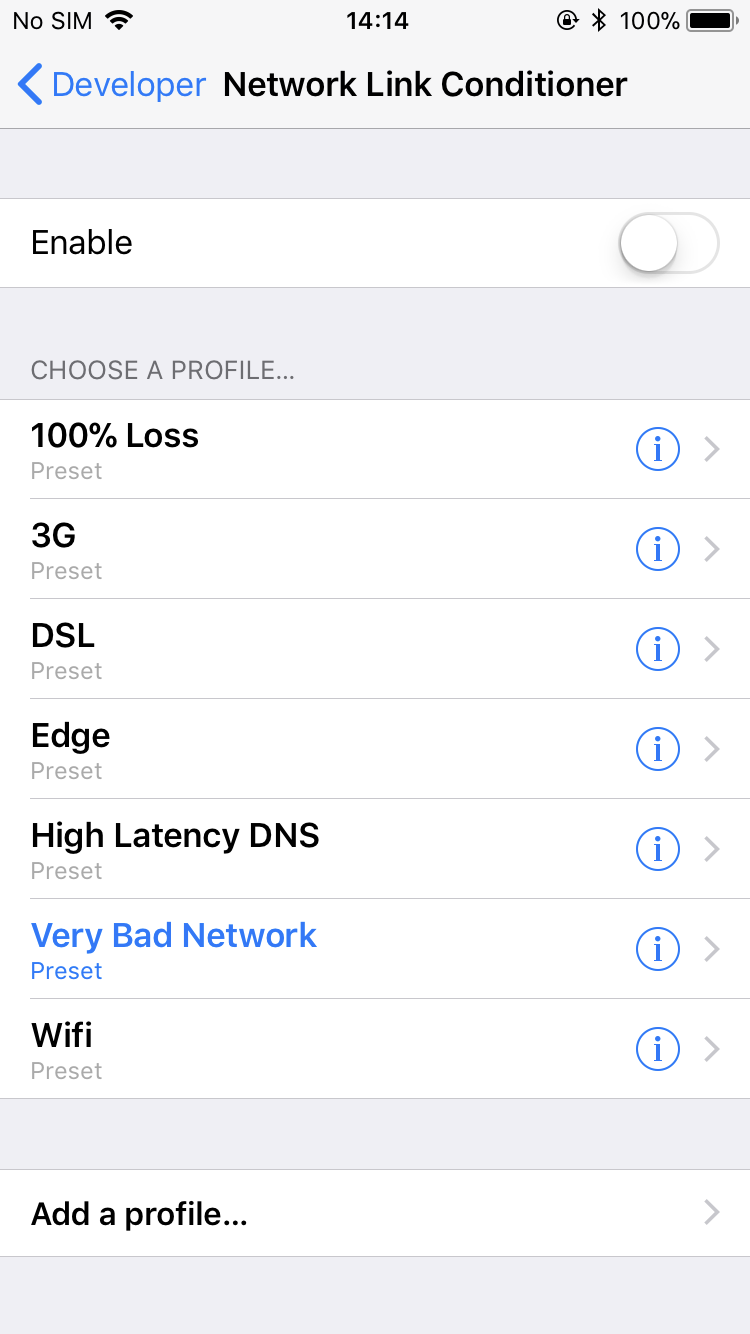 No SIM 14:14 100%
Developer Network Link Conditioner
Enable
CHOOSE A PROFILE...
100% Loss
Preset
3G
Preset
DSL
Preset
Edge
Preset
High Latency DNS
Preset
Very Bad Network
Preset
Wifi
Preset
Add a profile...